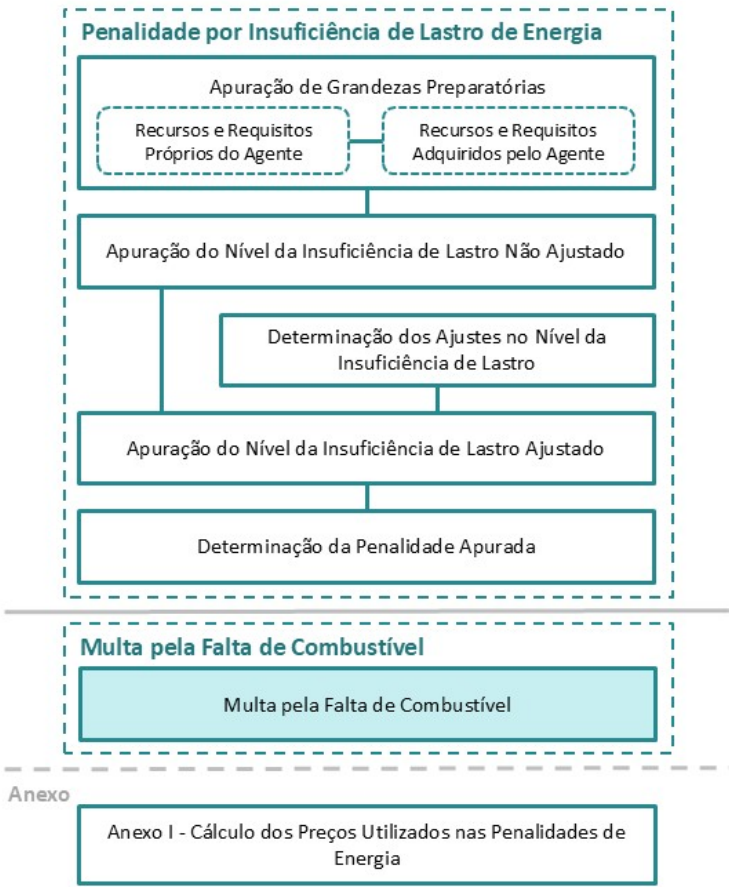 Penalidade por Insuficiência de Lastro de Energia
Apuração de Grandezas Preparatórias
Recursos e Requisitos
Próprios do Agente
Recursos e Requisitos
Adquiridos pelo Agente
Apuração do Nível da Insuficiência de Lastro Não Ajustado
Determinação dos Ajustes no Nível da
Insuficiência de Lastro
Apuração do Nível da Insuficiência de Lastro Ajustado
Determinação da Penalidade Apurada
Multa pela Falta de Combustível
Multa pela Falta de Combustível
Anexo
Anexo I - Cálculo dos Preços Utilizados nas Penalidades de
Energia